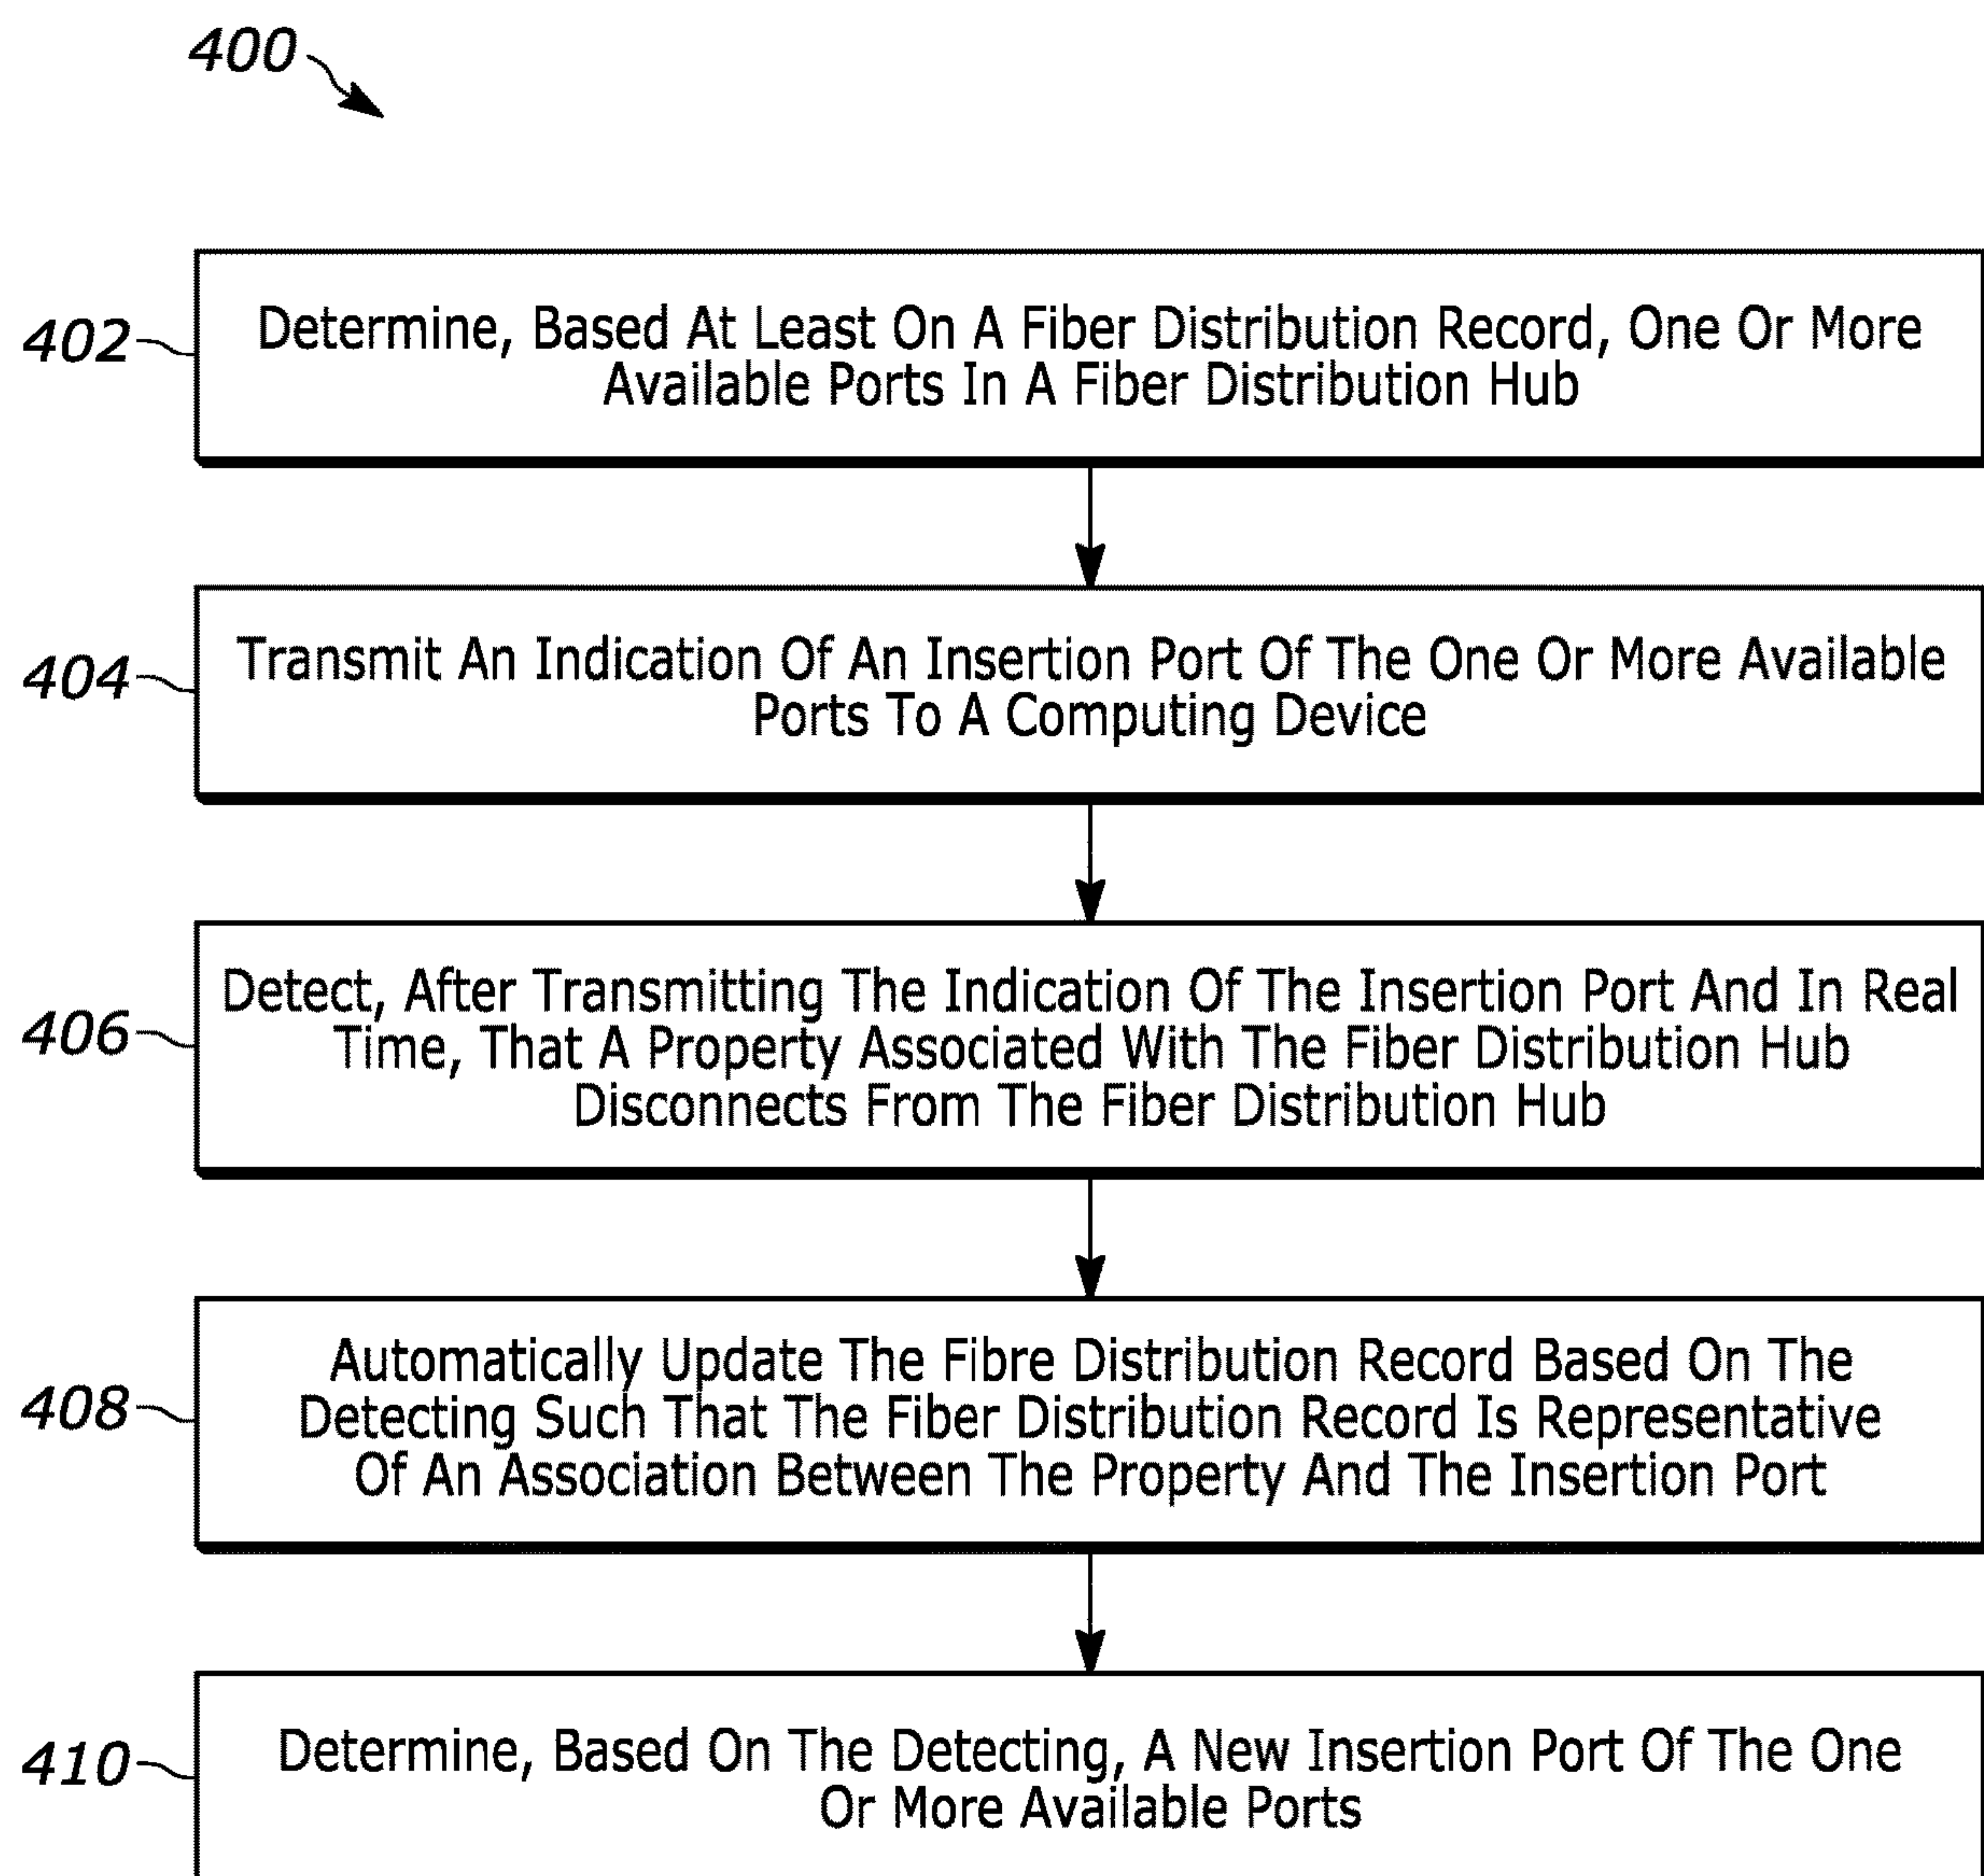 400
402
Determine, Based At Least On A Fiber Distribution Record, One Or More
Available Ports In A Fiber Distribution Hub
404
Transmit An Indication Of An Insertion Port Of The One Or More Available
Ports To A Computing Device
406
Detect, After Transmitting The Indication Of The Insertion Port And In Real
Time, That A Property Associated With The Fiber Distribution Hub
Disconnects From The Fiber Distribution Hub
408
Automatically Update The Fibre Distribution Record Based On The
Detecting Such That The Fiber Distribution Record Is Representative
Of An Association Between The Property And The Insertion Port
410
Determine, Based On The Detecting, A New Insertion Port Of The One
Or More Available Ports